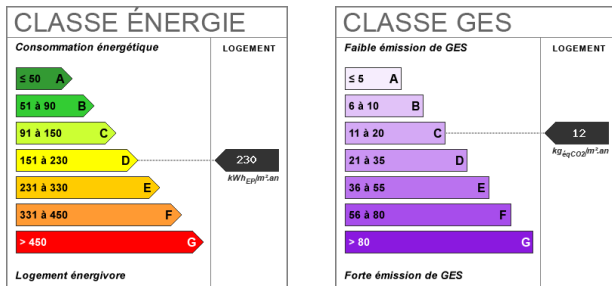 CLASSE ÉNERGIE
Consommation énergétique
LOGEMENT
≤ 50 A
51 à 90 B
91 à 150 C
151 à 230 D
230
kWhEP/m².an
231 à 330 E
331 à 450 F
> 450 G
Logement énergivore
CLASSE GES
Faible émission de GES
LOGEMENT
≤ 5 A
6 à 10 B
11 à 20 C
12
kgéqCO2/m².an
21 à 35 D
36 à 55 E
56 à 80 F
> 80 G
Forte émission de GES